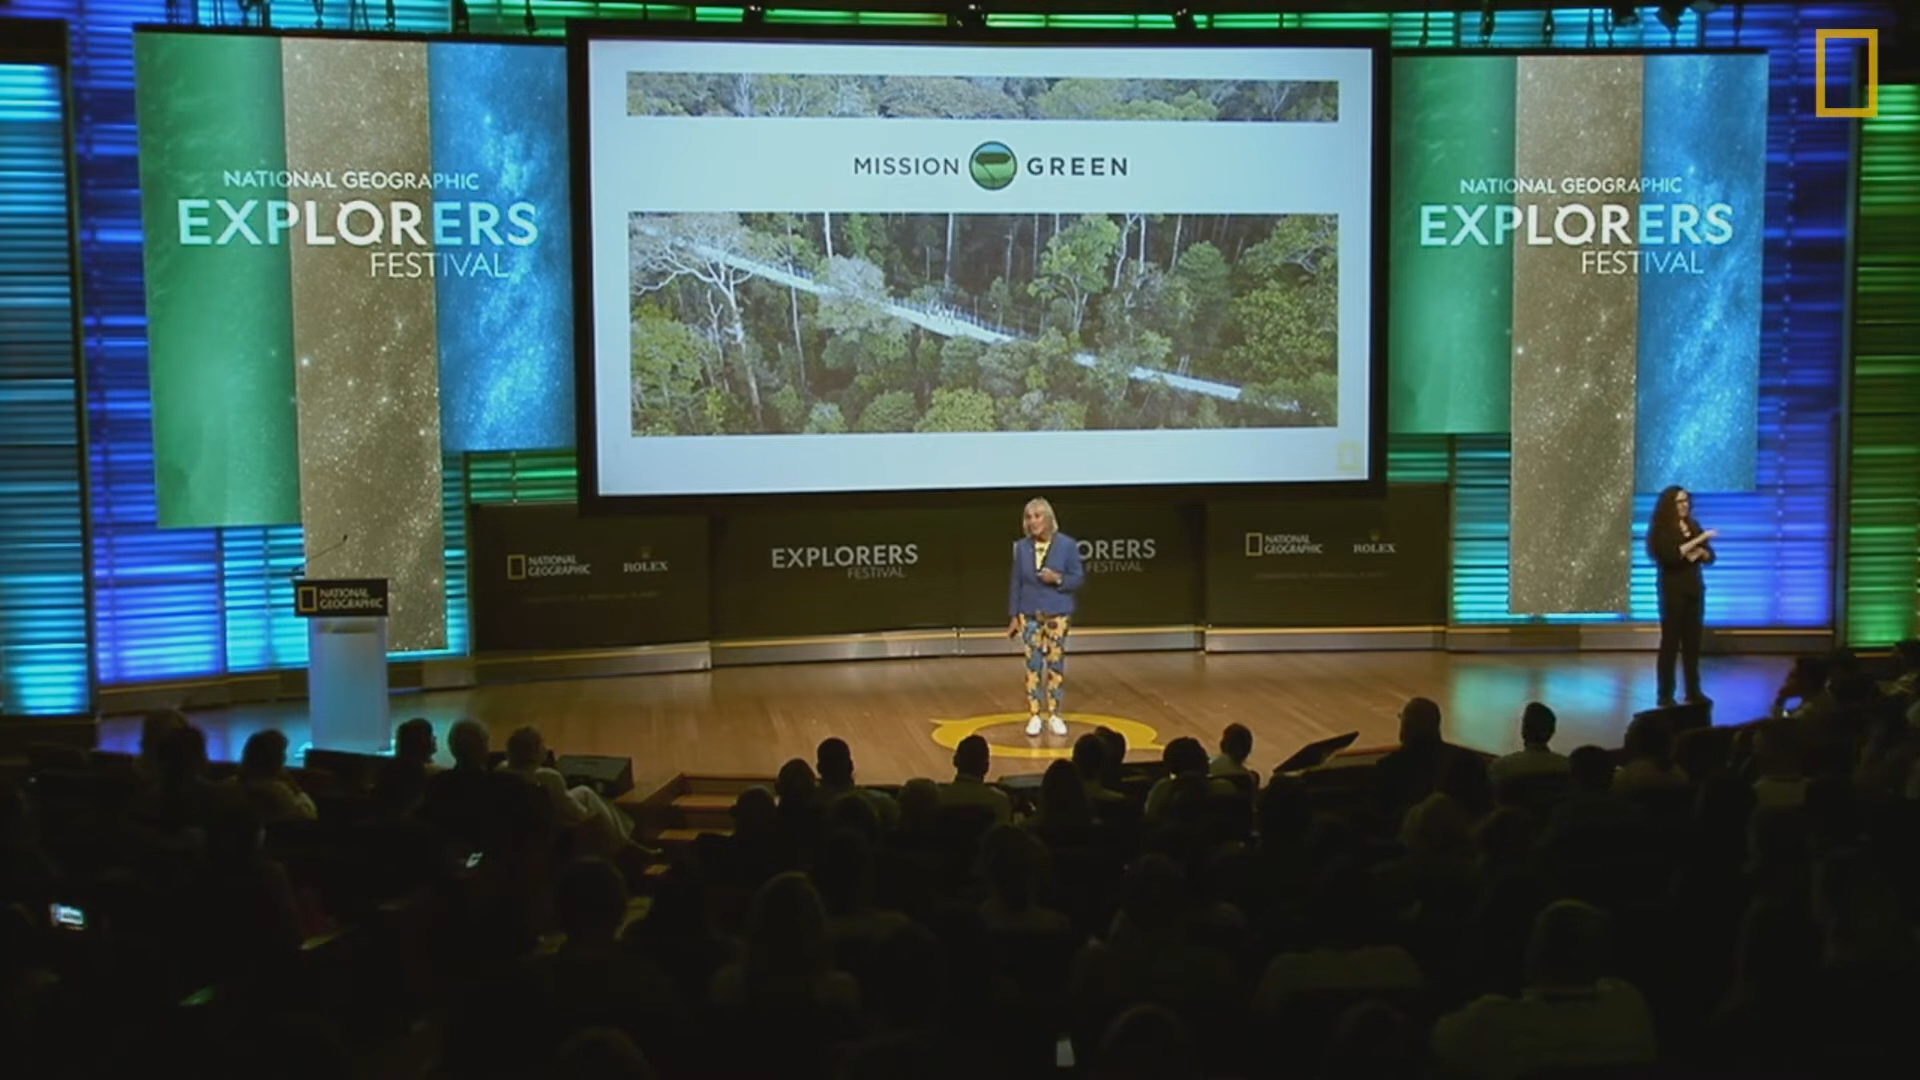 NATIONAL GEOGRAPHIC
EXPLORERS
FESTIVAL
MISSION GREEN
NATIONAL GEOGRAPHIC
EXPLORERS
FESTIVAL
NATIONAL
GEOGRAPHIC
ROLEX
EXPLORERS
FESTIVAL
ORERS
FESTIVAL
NATIONAL
GEOGRAPHIC
ROLEX
NATIONAL
GEOGRAPHIC